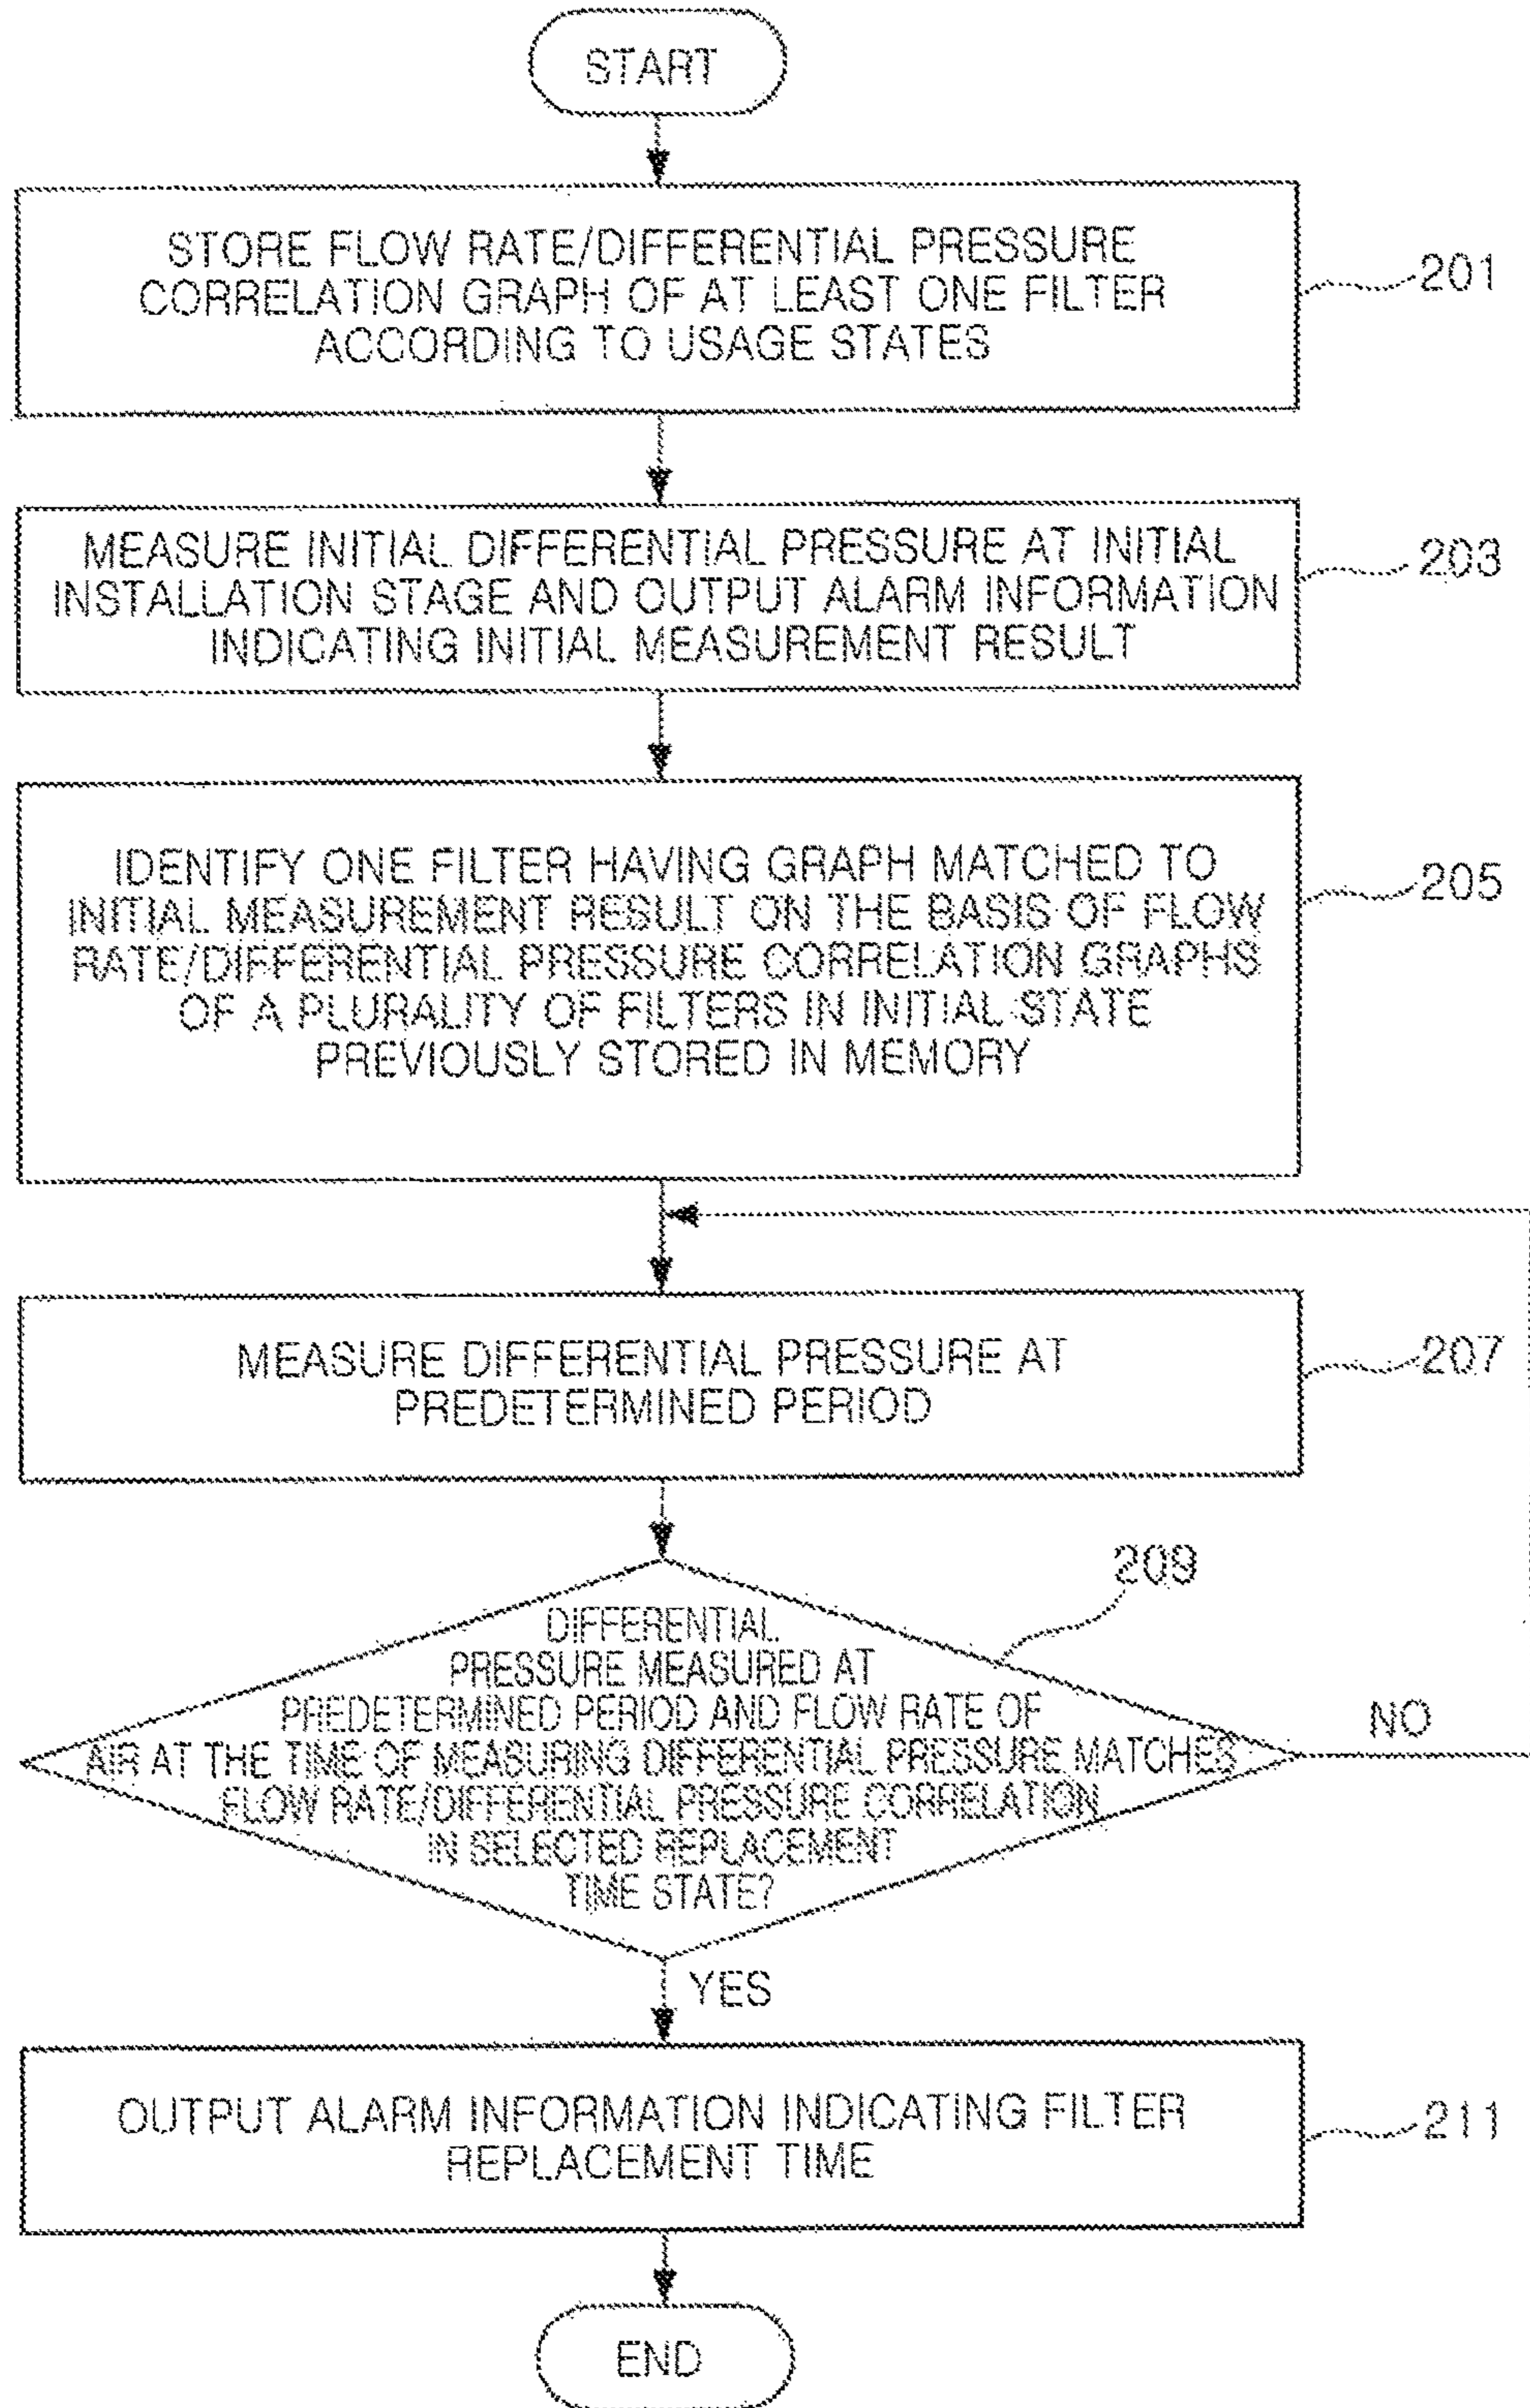 START
STORE FLOW RATE/DIFFERENTIAL PRESSURE
CORRELATION GRAPH OF AT LEAST ONE FILTER
ACCORDING TO USAGE STATES
201
MEASURE INITIAL DIFFERENTIAL PRESSURE AT INITIAL
INSTALLATION STAGE AND OUTPUT ALARM INFORMATION
INDICATING INITIAL MEASUREMENT RESULT
203
IDENTIFY ONE FILTER HAVING GRAPH MATCHED TO
INITIAL MEASUREMENT RESULT ON THE BASIS OF FLOW
RATE/DIFFERENTIAL PRESSURE CORRELATION GRAPHS
OF A PLURALITY OF FILTERS IN INITIAL STATE
PREVIOUSLY STORED IN MEMORY
205
MEASURE DIFFERENTIAL PRESSURE AT
PREDETERMINED PERIOD
207
209
DIFFERENTIAL
PRESSURE MEASURED AT
PREDETERMINED PERIOD AND FLOW RATE OF
AIR AT THE TIME OF MEASURING DIFFERENTIAL PRESSURE MATCHES
FLOW RATE/DIFFERENTIAL PRESSURE CORRELATION
IN SELECTED REPLACEMENT
TIME STATE?
NO
YES
OUTPUT ALARM INFORMATION INDICATING FILTER
REPLACEMENT TIME
211
END